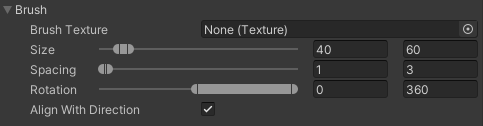 Brush
Brush Texture None (Texture)
Size 40 60
Spacing 1 3
Rotation 0 360
Align With Direction